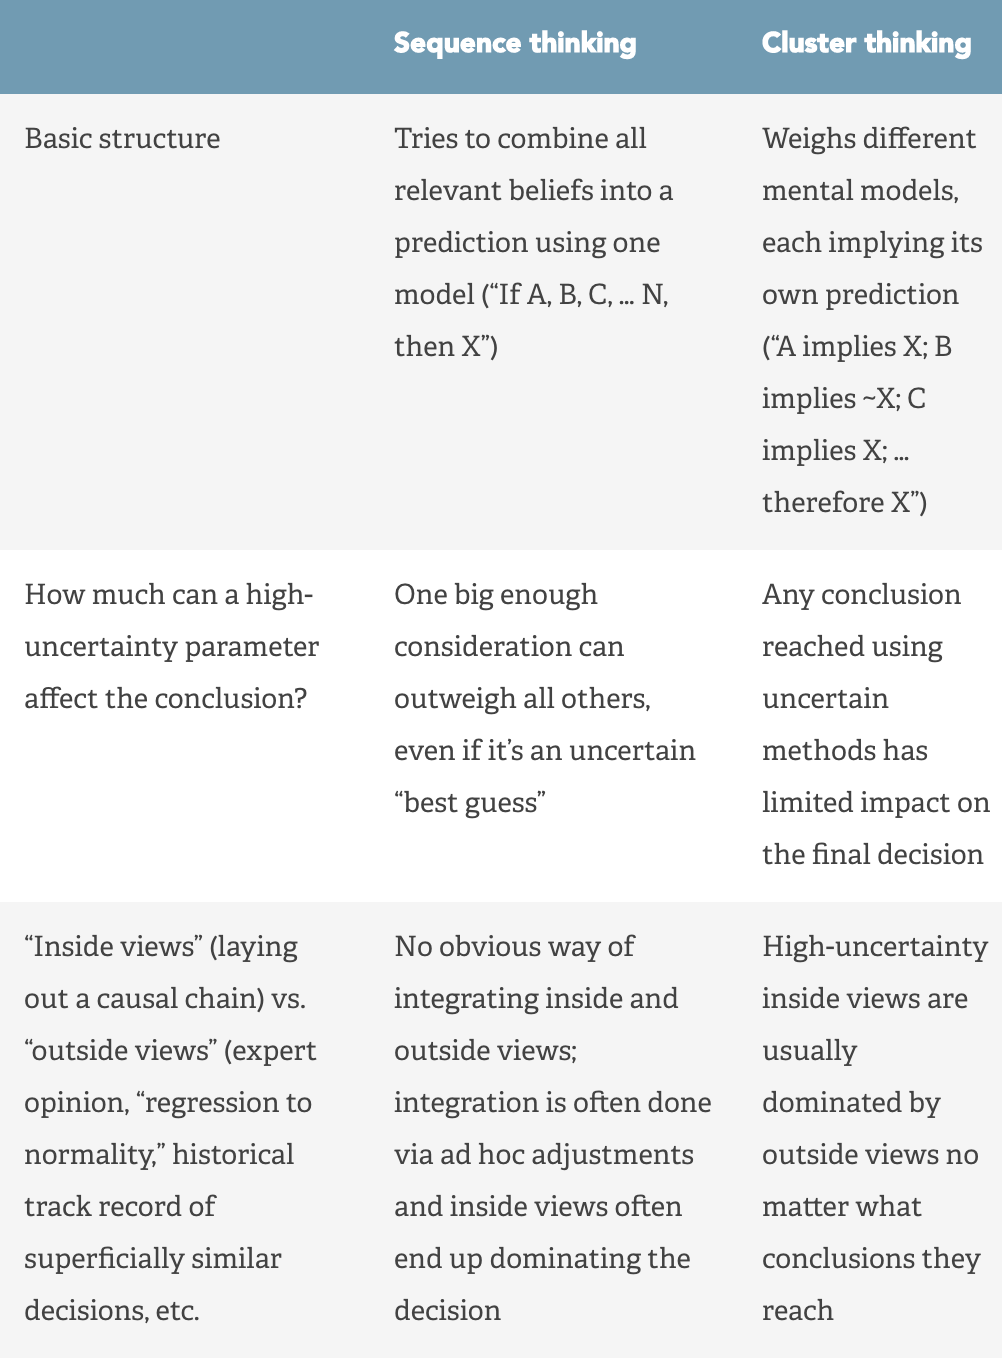 Sequence thinking
Cluster thinking
Basic structure
Tries to combine all
relevant beliefs into a
prediction using one
model (“If A, B, C, … N,
then X”)
Weighs different
mental models,
each implying its
own prediction
(“A implies X; B
implies ~X; C
implies X; …
therefore X”)
How much can a high-
uncertainty parameter
affect the conclusion?
One big enough
consideration can
outweigh all others,
even if it’s an uncertain
“best guess”
Any conclusion
reached using
uncertain
methods has
limited impact on
the final decision
“Inside views” (laying
out a causal chain) vs.
“outside views” (expert
opinion, “regression to
normality,” historical
track record of
superficially similar
decisions, etc.
No obvious way of
integrating inside and
outside views;
integration is often done
via ad hoc adjustments
and inside views often
end up dominating the
decision
High-uncertainty
inside views are
usually
dominated by
outside views no
matter what
conclusions they
reach